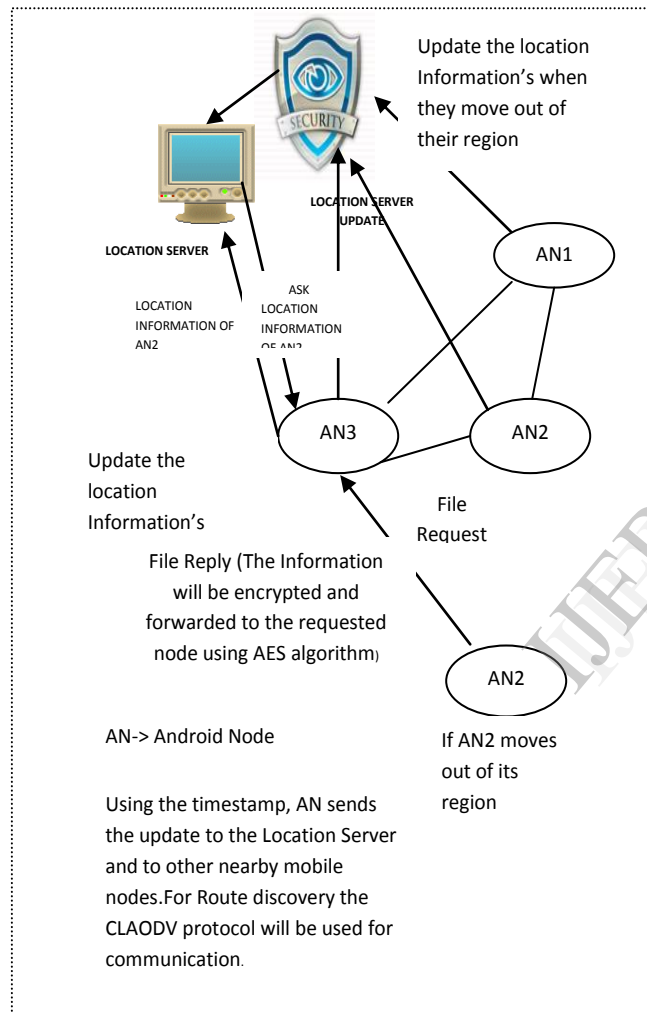 Update the location
Information's when
they move out of
their region
SECURITY
LOCATION SERVER
UPDATE
LOCATION SERVER
AN1
LOCATION
INFORMATION OF
AN2
ASK
LOCATION
INFORMATION
OF AN2
AN3
AN2
Update the
location
Information's
File
Request
File Reply (The Information
will be encrypted and
forwarded to the requested
node using AES algorithm)
AN2
AN-> Android Node
If AN2 moves
out of its
region
Using the timestamp, AN sends
the update to the Location Server
and to other nearby mobile
nodes.For Route discovery the
CLAODV protocol will be used for
communication.